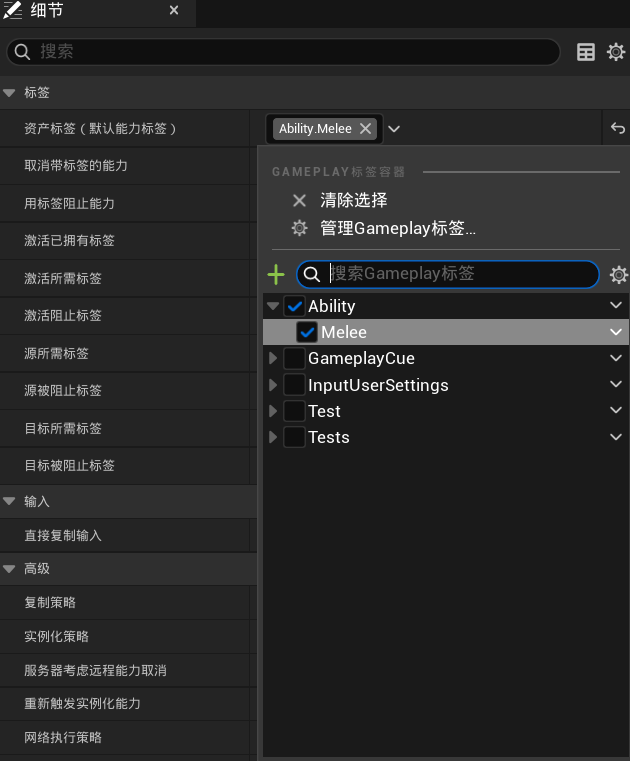 细节
搜索
标签
资产标签（默认能力标签）
Ability.Melee
取消带标签的能力
用标签阻止能力
激活已拥有标签
激活所需标签
激活阻止标签
源所需标签
源被阻止标签
目标所需标签
目标被阻止标签
输入
直接复制输入
高级
复制策略
实例化策略
服务器考虑远程能力取消
重新触发实例化能力
网络执行策略
GAMEPLAY标签容器
清除选择
管理Gameplay标签...
搜索Gameplay标签
Ability
Melee
GameplayCue
InputUserSettings
Test
Tests